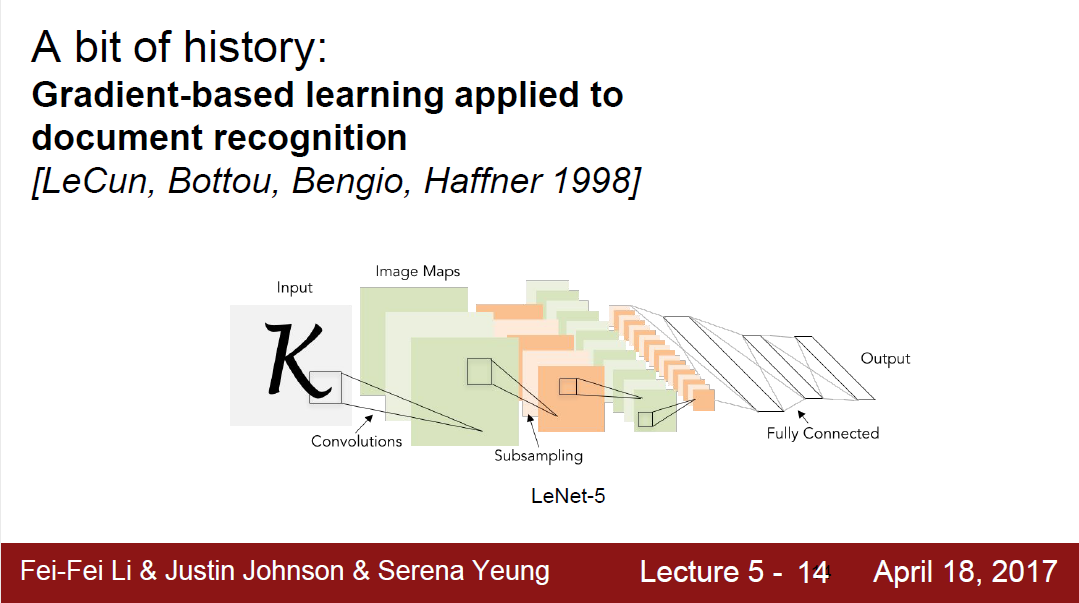 A bit of history:
Gradient-based learning applied to
document recognition
[LeCun, Bottou, Bengio, Haffner 1998]
Image Maps
Input
K
Output
Fully Connected
Convolutions
Subsampling
LeNet-5
Fei-Fei Li & Justin Johnson & Serena Yeung Lecture 5 - 14 April 18, 2017